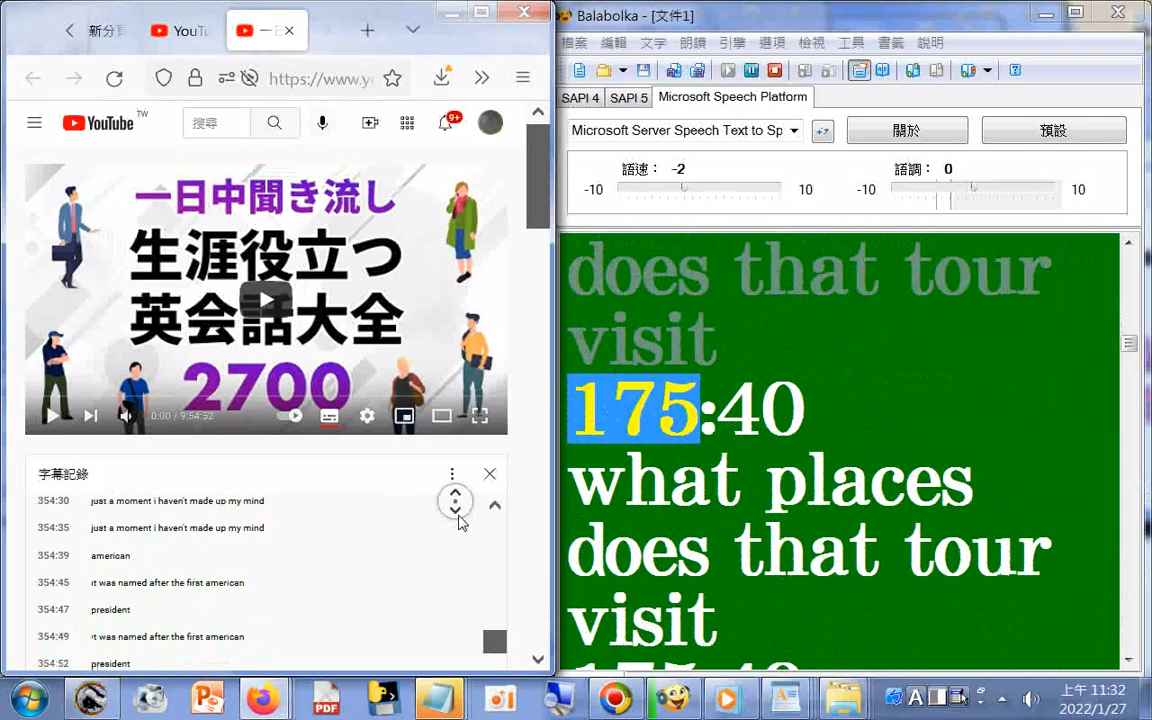 新分
YouTu
一E
https://www.y
YouTube TW
搜尋
9+
一日中聞き流し
生涯役立つ
英会話大全
2700
0:00 / 9:54:52
字幕記錄
354:30 just a moment i haven't made up my mind
354:35 just a moment i haven't made up my mind
354:39 american
354:45 it was named after the first american
354:47 president
354:49 it was named after the first american
354:52 president
Balabolka - [文件1]
檔案 編輯 文字 朗讀 引擎 選項 檢視 工具 書籤 說明
SAPI 4 SAPI 5 Microsoft Speech Platform
Microsoft Server Speech Text to Sp
關於 預設
語速： -2 語調： 0
-10 10 -10 10
does that tour
visit
175:40
what places
does that tour
visit
175:40
PDF
A
上午 11:32
2022/1/27